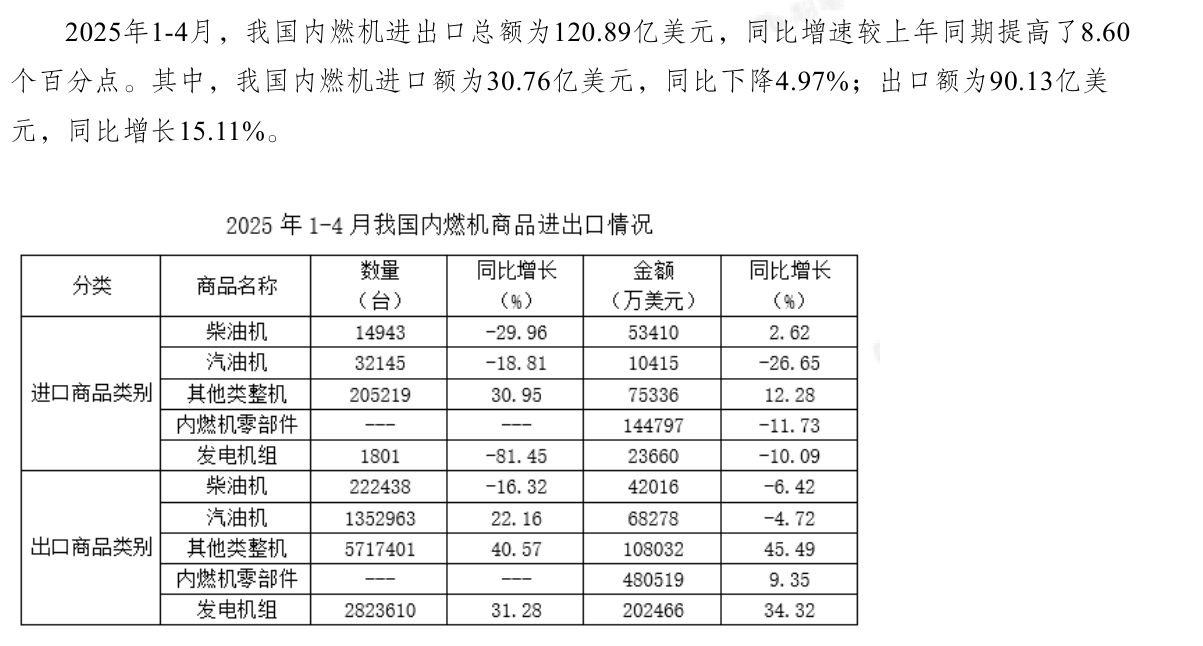 2025年1-4月，我国内燃机进出口总额为120.89亿美元，同比增速较上年同期提高了8.60
个百分点。其中，我国内燃机进口额为30.76亿美元，同比下降4.97%；出口额为90.13亿美
元，同比增长15.11%。
2025 年 1-4 月我国内燃机商品进出口情况
分类 商品名称 数量（台） 同比增长（%） 金额（万美元） 同比增长（%）
进口商品类别 柴油机 14943 -29.96 53410 2.62
汽油机 32145 -18.81 10415 -26.65
其他类整机 205219 30.95 75336 12.28
内燃机零部件 --- --- 144797 -11.73
发电机组 1801 -81.45 23660 -10.09
出口商品类别 柴油机 222438 -16.32 42016 -6.42
汽油机 1352963 22.16 68278 -4.72
其他类整机 5717401 40.57 108032 45.49
内燃机零部件 --- --- 480519 9.35
发电机组 2823610 31.28 202466 34.32